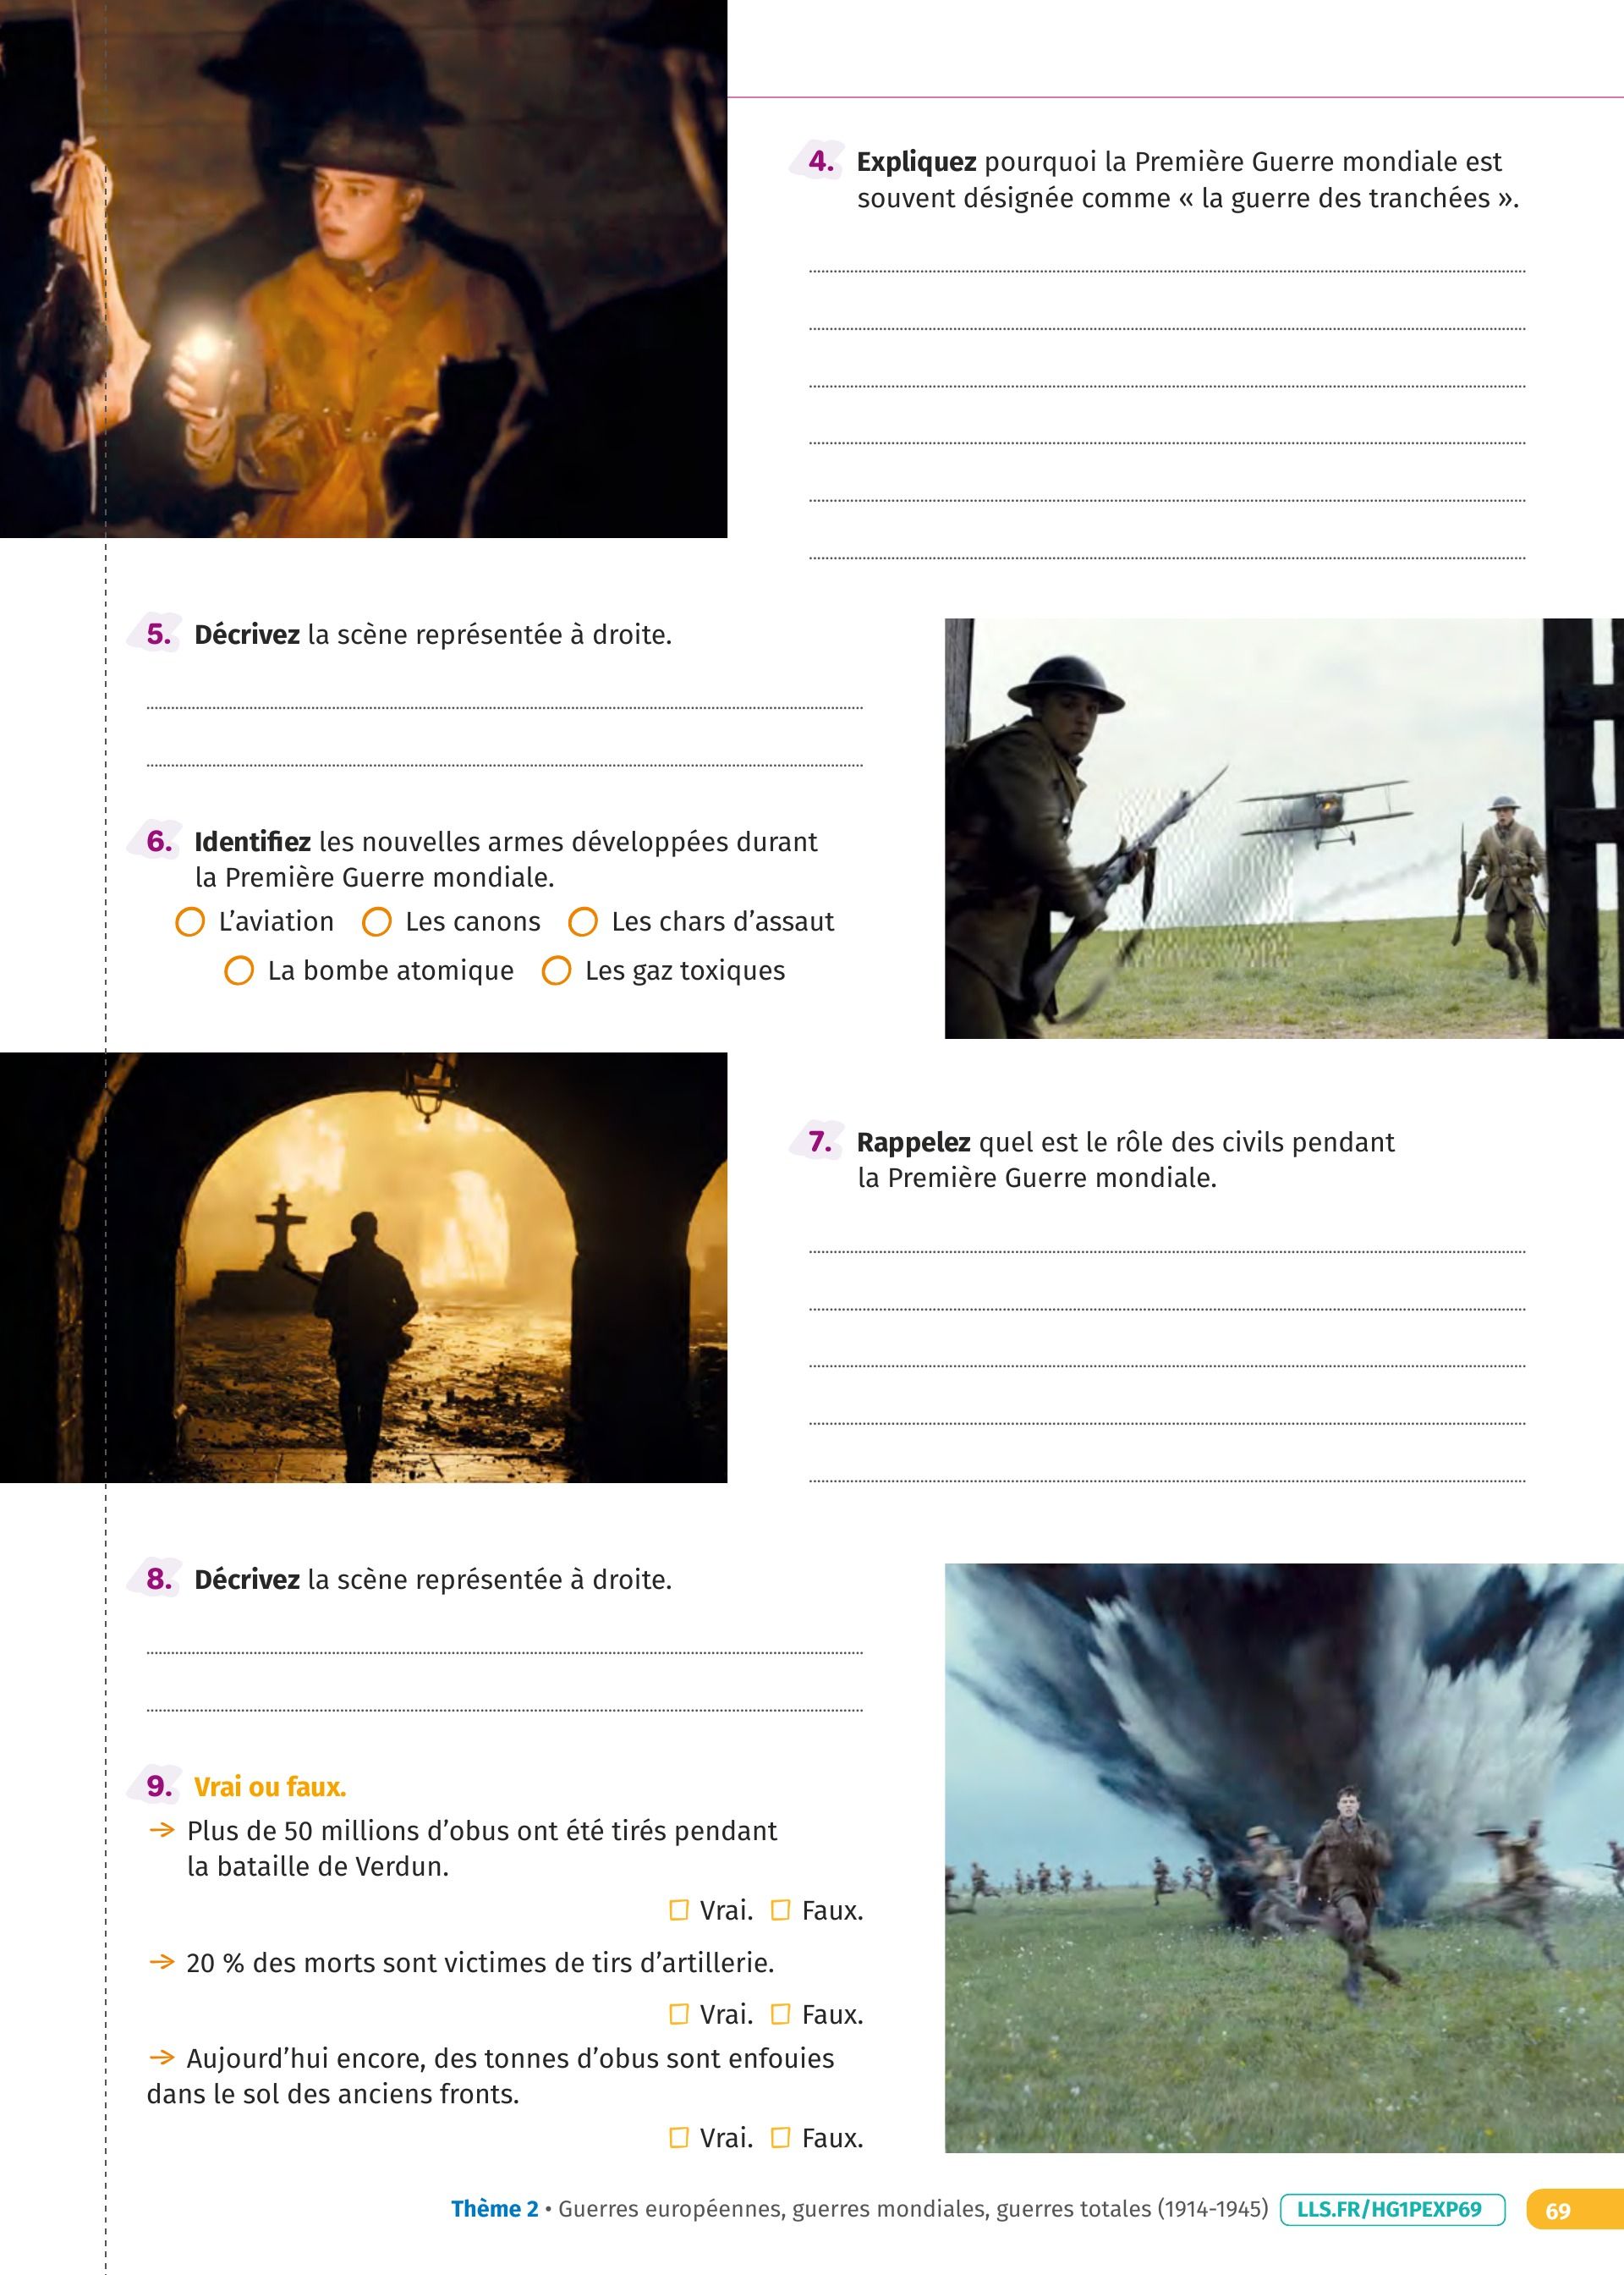 4. Expliquez pourquoi la Première Guerre mondiale est
souvent désignée comme « la guerre des tranchées ».
5. Décrivez la scène représentée à droite.
6. Identifiez les nouvelles armes développées durant
la Première Guerre mondiale.
L’aviation Les canons Les chars d’assaut
La bombe atomique Les gaz toxiques
7. Rappelez quel est le rôle des civils pendant
la Première Guerre mondiale.
8. Décrivez la scène représentée à droite.
9. Vrai ou faux.
→ Plus de 50 millions d’obus ont été tirés pendant
la bataille de Verdun.
Vrai. Faux.
→ 20 % des morts sont victimes de tirs d’artillerie.
Vrai. Faux.
→ Aujourd’hui encore, des tonnes d’obus sont enfouies
dans le sol des anciens fronts.
Vrai. Faux.
Thème 2 • Guerres européennes, guerres mondiales, guerres totales (1914-1945) LLS.FR/HG1PEXP69 69